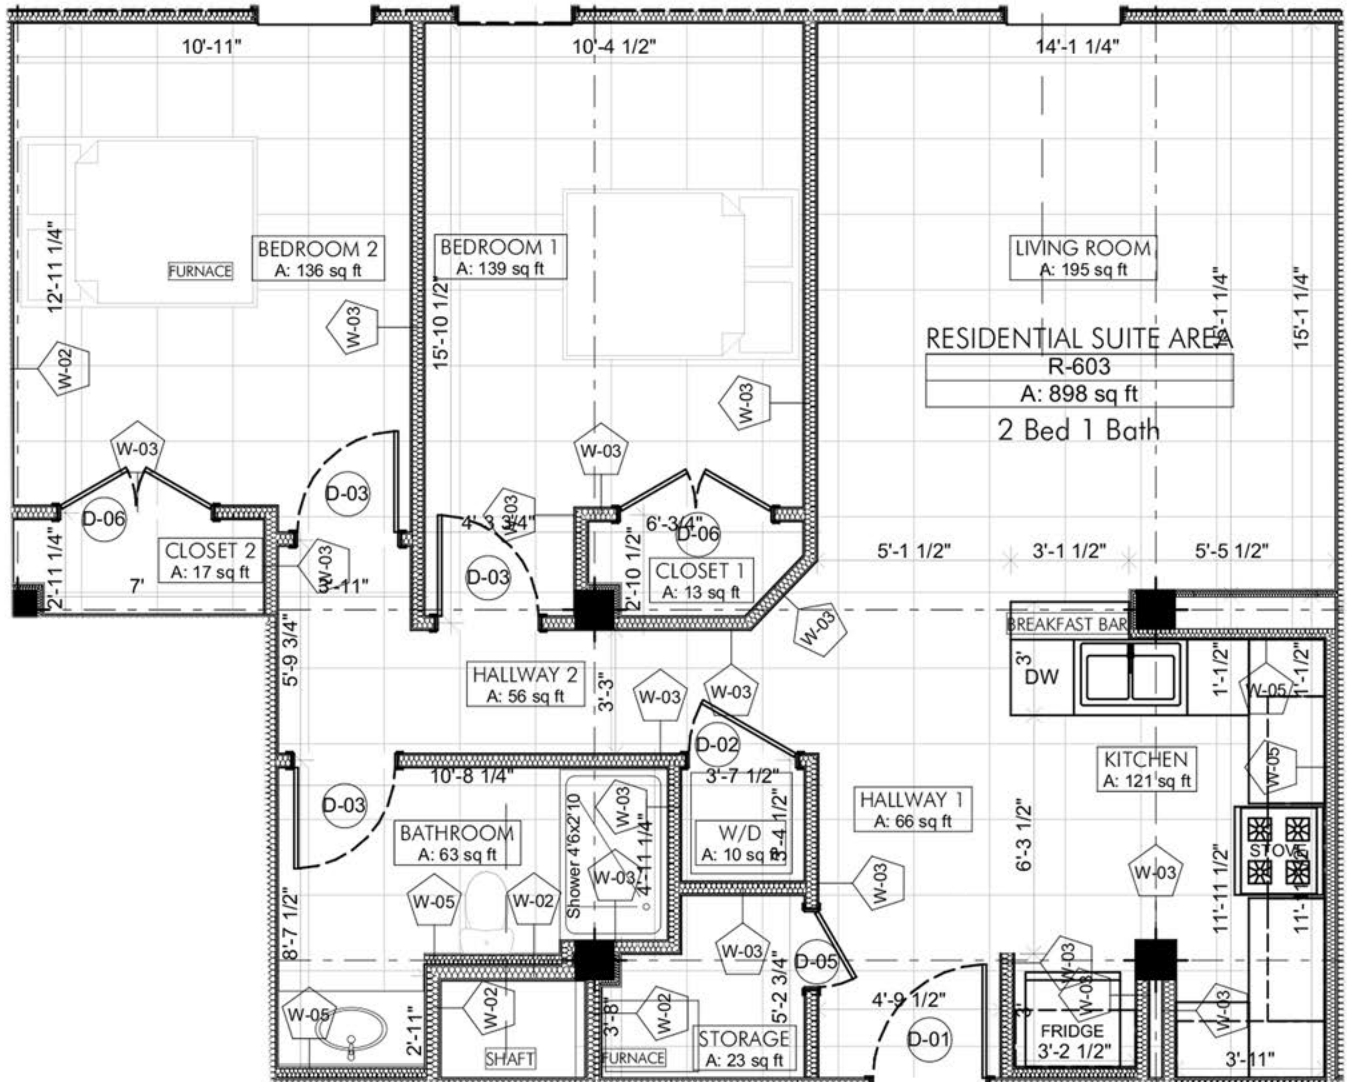 10'-11"
10'-4 1/2"
14'-1 1/4"
12'-11 1/4"
FURNACE
BEDROOM 2
A: 136 sq ft
BEDROOM 1
A: 139 sq ft
LIVING ROOM
A: 195 sq ft
W-03
15'-10 1/2"
15'-1 1/4"
RESIDENTIAL SUITE AREA
R-603
A: 898 sq ft
2 Bed 1 Bath
W-02
W-03
W-03
W-03
D-03
D-06
4'-3 3/4"
W-03
6'-3/4"
D-06
2'-11 1/4"
CLOSET 2
A: 17 sq ft
7'
W-03
D-03
2'-10 1/2"
CLOSET 1
A: 13 sq ft
5'-1 1/2"
3'-1 1/2"
5'-5 1/2"
5'-9 3/4"
W-03
BREAKFAST BAR
HALLWAY 2
A: 56 sq ft
3'-3"
W-03
W-03
3'
DW
W-05
D-02
KITCHEN
A: 121 sq ft
W-05
10'-8 1/4"
3'-7 1/2"
D-03
BATHROOM
A: 63 sq ft
Shower 4'6x2'10
W-03
W-03
4'-11 1/4"
W/D
A: 10 sq ft
3'-4 1/2"
HALLWAY 1
A: 66 sq ft
6'-3 1/2"
STOVE
W-03
W-03
11'-11 1/2"
W-05
W-02
8'-7 1/2"
W-03
D-05
W-03
W-03
5'-2 3/4"
4'-9 1/2"
W-05
2'-11"
W-02
SHAFT
3'-8"
W-02
FURNACE
STORAGE
A: 23 sq ft
D-01
3'
FRIDGE
3'-2 1/2"
W-03
3'-11"